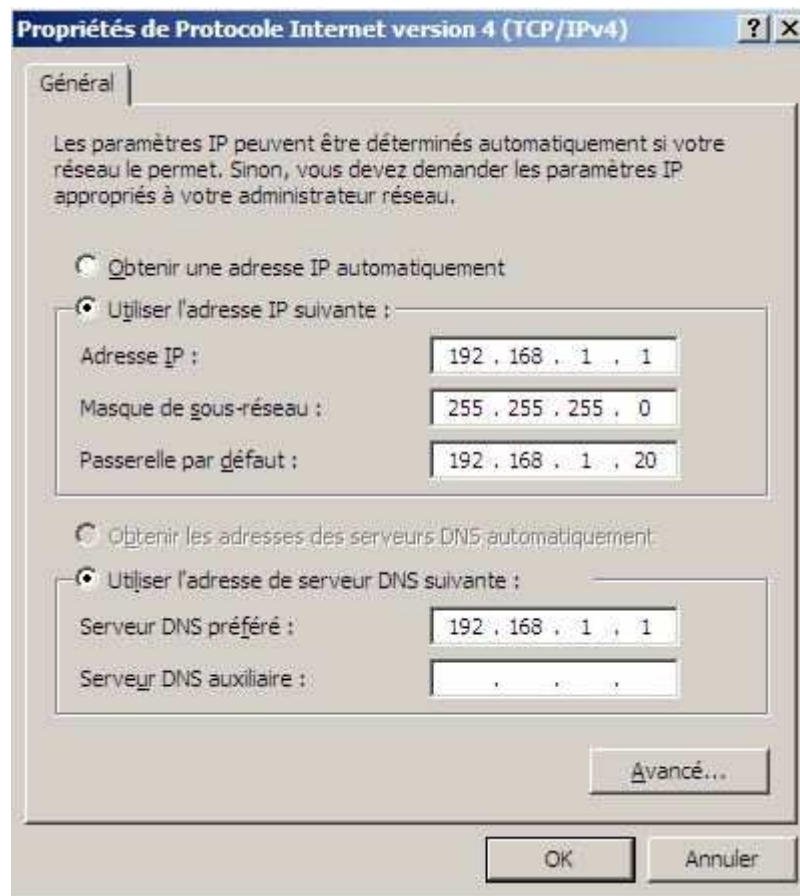 Propriétés de Protocole Internet version 4 (TCP/IPv4)
Général
Les paramètres IP peuvent être déterminés automatiquement si votre
réseau le permet. Sinon, vous devez demander les paramètres IP
appropriés à votre administrateur réseau.
Obtenir une adresse IP automatiquement
Utiliser l'adresse IP suivante :
Adresse IP : 192 . 168 . 1 . 1
Masque de sous-réseau : 255 . 255 . 255 . 0
Passerelle par défaut : 192 . 168 . 1 . 20
Obtenir les adresses des serveurs DNS automatiquement
Utiliser l'adresse de serveur DNS suivante :
Serveur DNS préféré : 192 . 168 . 1 . 1
Serveur DNS auxiliaire : . . .
Avancé...
OK Annuler